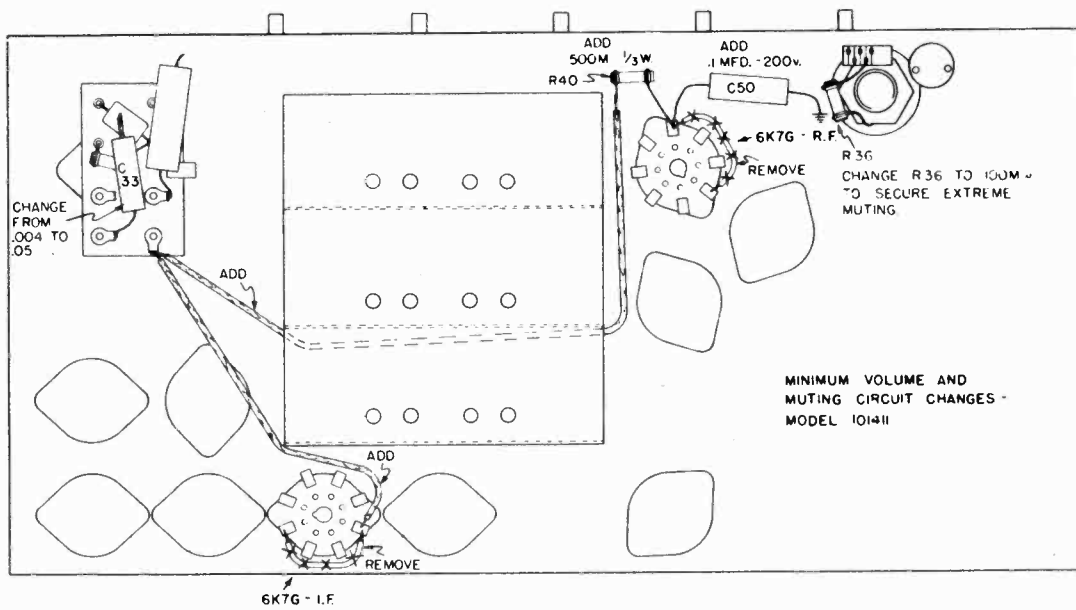 ADD
500M 1/3 W.
R40
ADD
.1 MFD. - 200v.
C50
6K7G - R.F.
REMOVE
R36
CHANGE R36 TO 100M
TO SECURE EXTREME
MUTING
C
33
CHANGE
FROM
.004 TO
.05
ADD
MINIMUM VOLUME AND
MUTING CIRCUIT CHANGES -
MODEL 101411
ADD
REMOVE
6K7G - I.F.